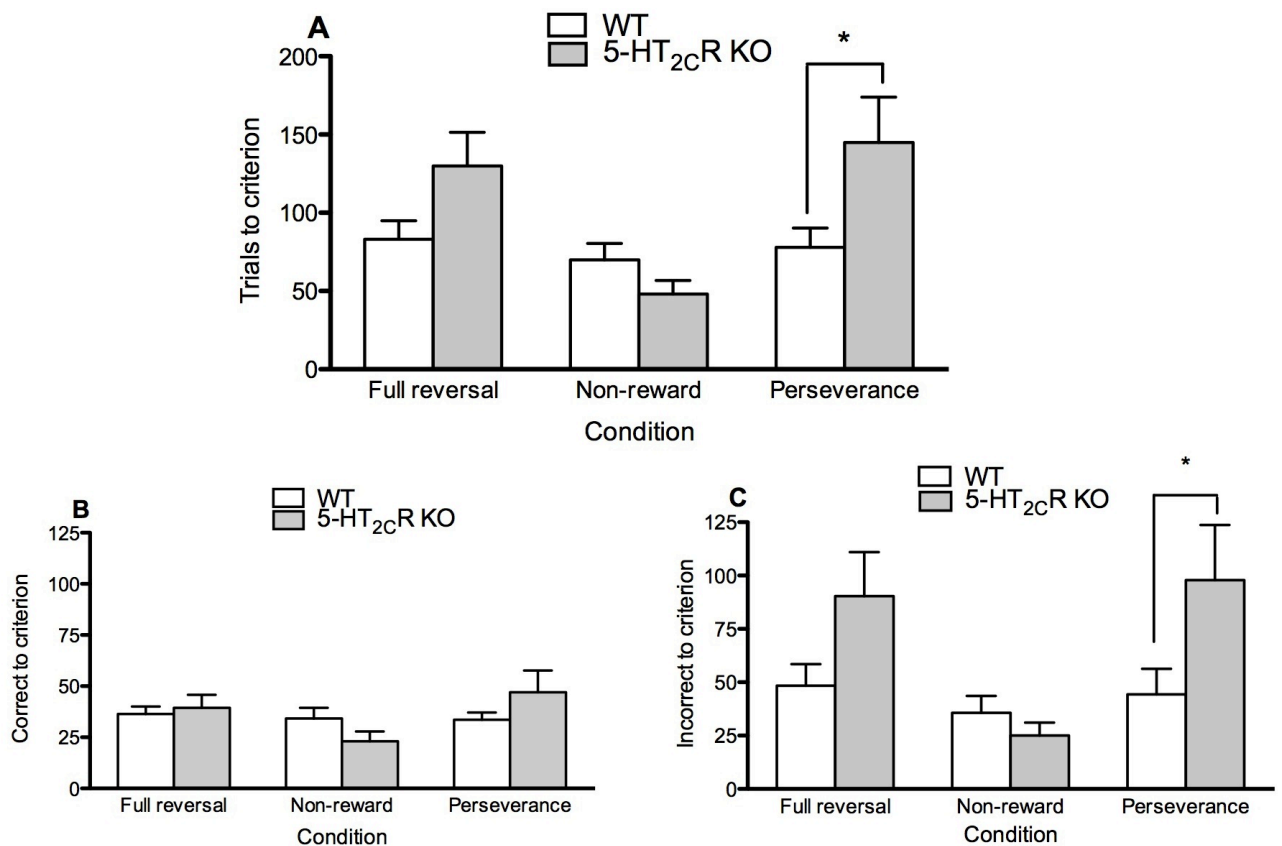 A
WT
5-HT2CR KO
*
200
150
100
50
0
Trials to criterion
Full reversal Non-reward Perseverance
Condition
B
WT
5-HT2CR KO
125
100
75
50
25
0
Correct to criterion
Full reversal Non-reward Perseverance
Condition
C
WT
5-HT2CR KO
*
125
100
75
50
25
0
Incorrect to criterion
Full reversal Non-reward Perseverance
Condition